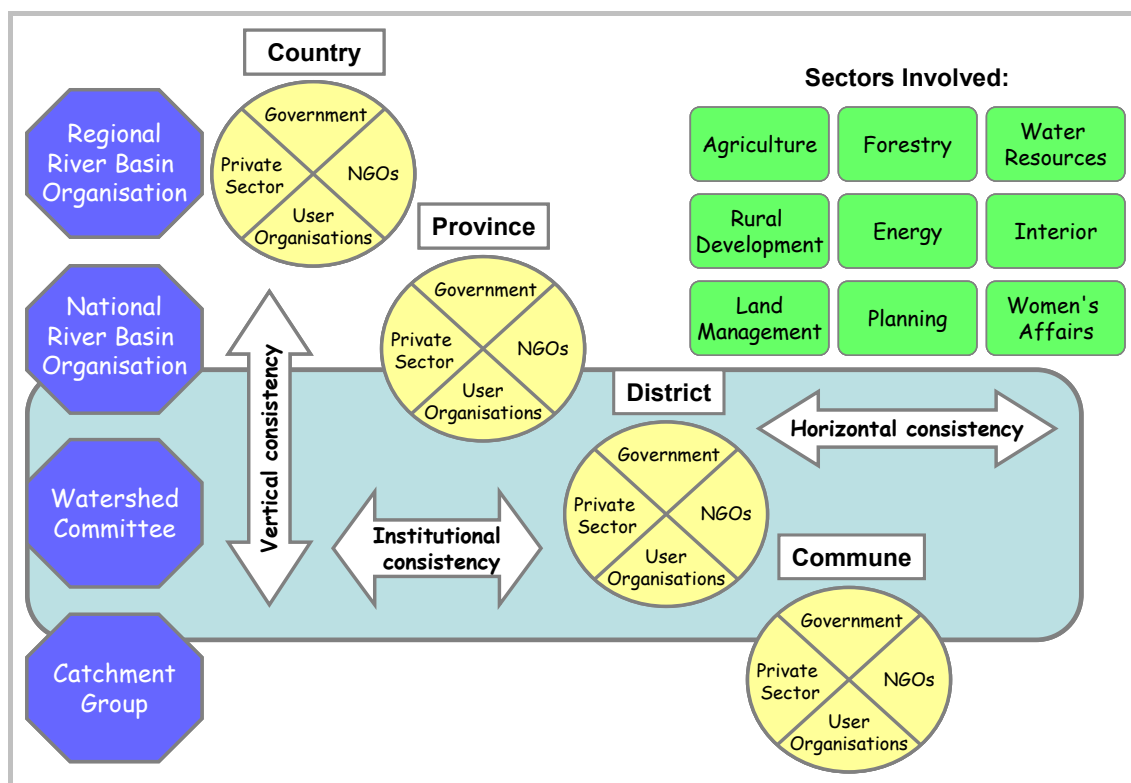 Country
Sectors Involved:
Regional
River Basin
Organisation
Government
Private
Sector
NGOs
User
Organisations
Agriculture
Forestry
Water
Resources
Rural
Development
Energy
Interior
Land
Management
Planning
Women's
Affairs
Province
National
River Basin
Organisation
Government
Private
Sector
NGOs
User
Organisations
Vertical consistency
District
Horizontal consistency
Watershed
Committee
Institutional
consistency
Government
Private
Sector
NGOs
User
Organisations
Commune
Catchment
Group
Government
Private
Sector
NGOs
User
Organisations